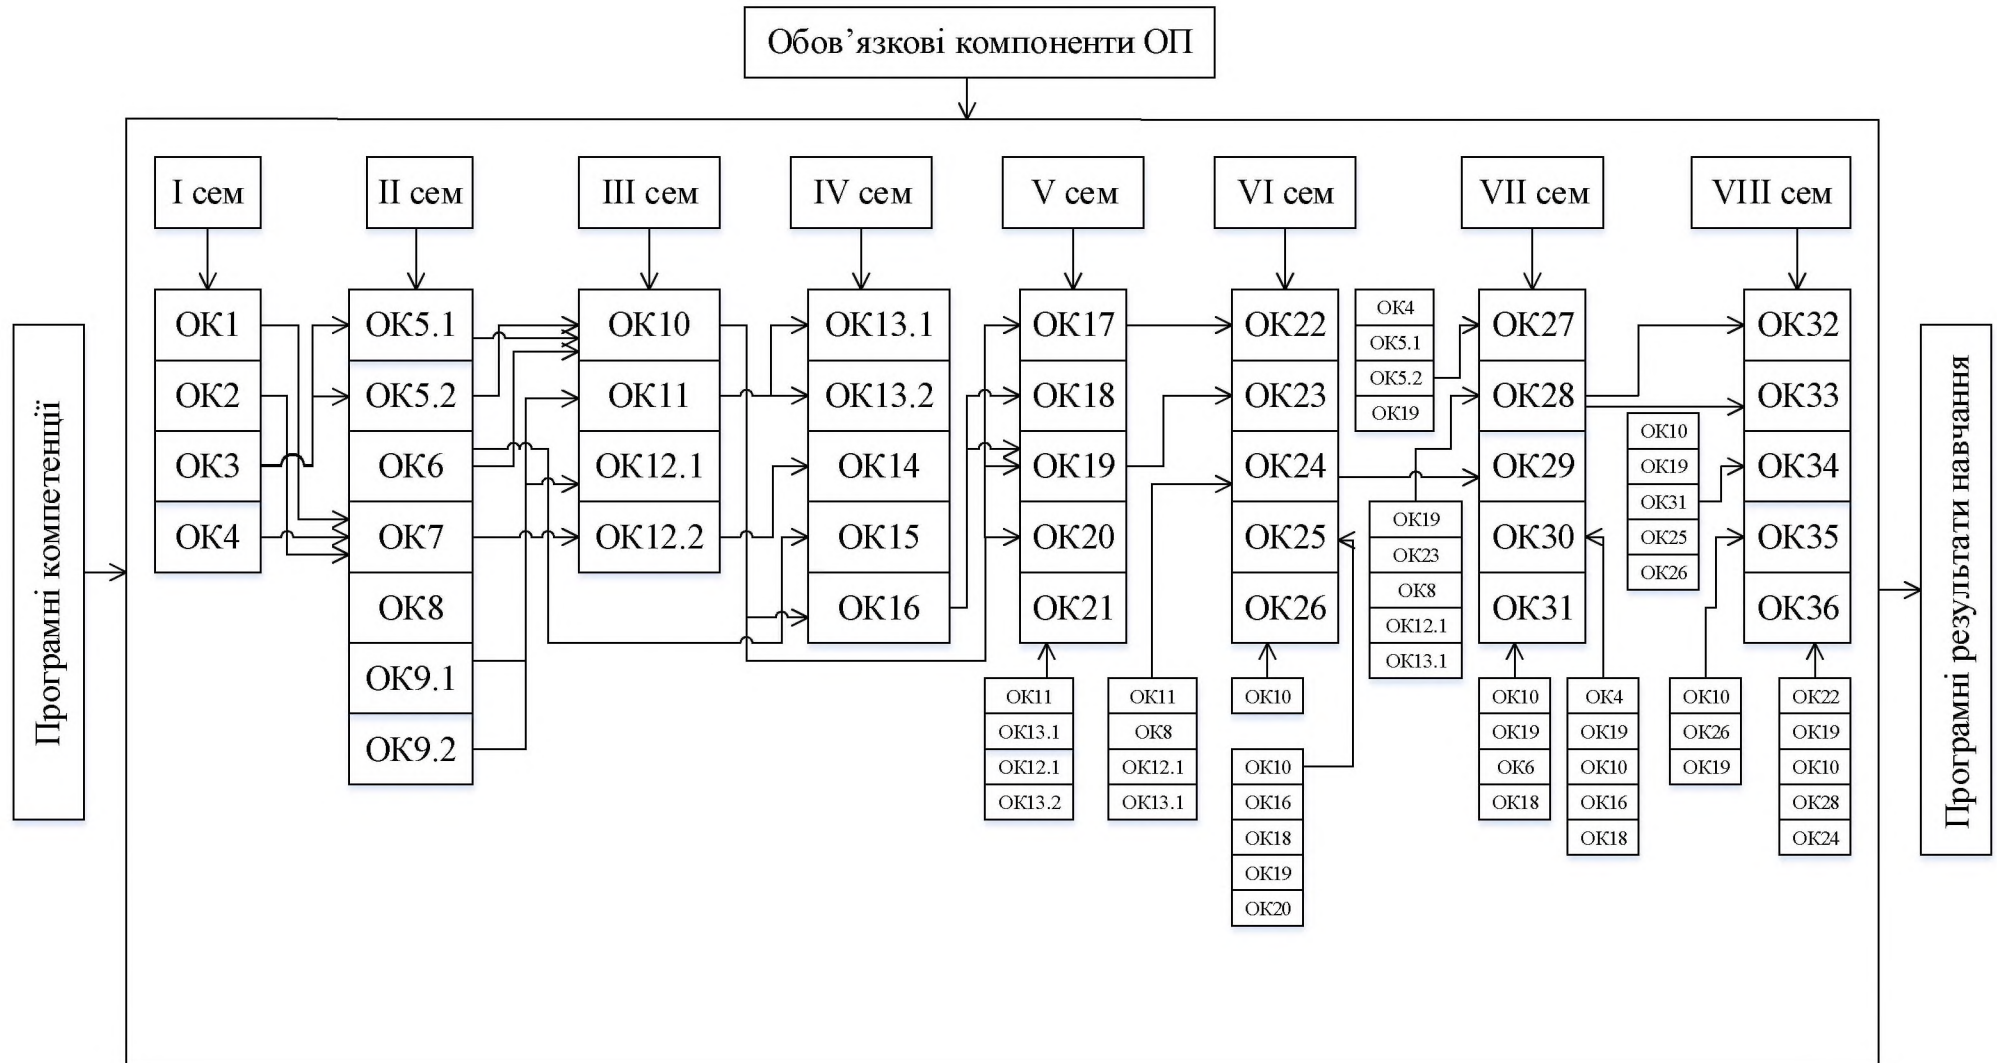 Обов’язкові компоненти ОП
Програмні компетенції
I сем
II сем
III сем
IV сем
V сем
VI сем
VII сем
VIII сем
ОК1
ОК2
ОК3
ОК4
ОК5.1
ОК5.2
ОК6
ОК7
ОК8
ОК9.1
ОК9.2
ОК10
ОК11
ОК12.1
ОК12.2
ОК13.1
ОК13.2
ОК14
ОК15
ОК16
ОК17
ОК18
ОК19
ОК20
ОК21
ОК11
ОК13.1
ОК12.1
ОК13.2
ОК11
ОК8
ОК12.1
ОК13.1
ОК22
ОК23
ОК24
ОК25
ОК26
ОК10
ОК10
ОК16
ОК18
ОК19
ОК20
ОК4
ОК5.1
ОК5.2
ОК19
ОК19
ОК23
ОК8
ОК12.1
ОК13.1
ОК27
ОК28
ОК29
ОК30
ОК31
ОК10
ОК19
ОК6
ОК18
ОК4
ОК19
ОК10
ОК16
ОК18
ОК10
ОК19
ОК31
ОК25
ОК26
ОК10
ОК26
ОК19
ОК32
ОК33
ОК34
ОК35
ОК36
ОК22
ОК19
ОК10
ОК28
ОК24
Програмні результати навчання